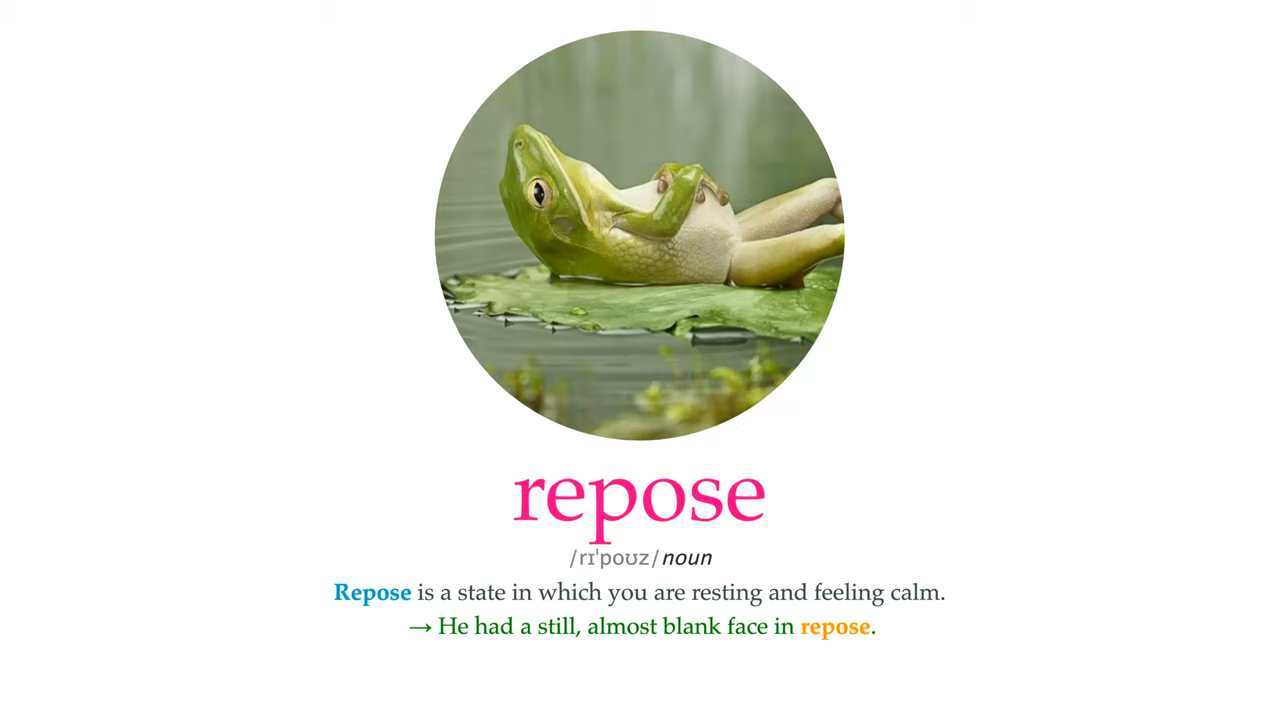 repose
/rɪˈpoʊz/ noun
Repose is a state in which you are resting and feeling calm.
→ He had a still, almost blank face in repose.